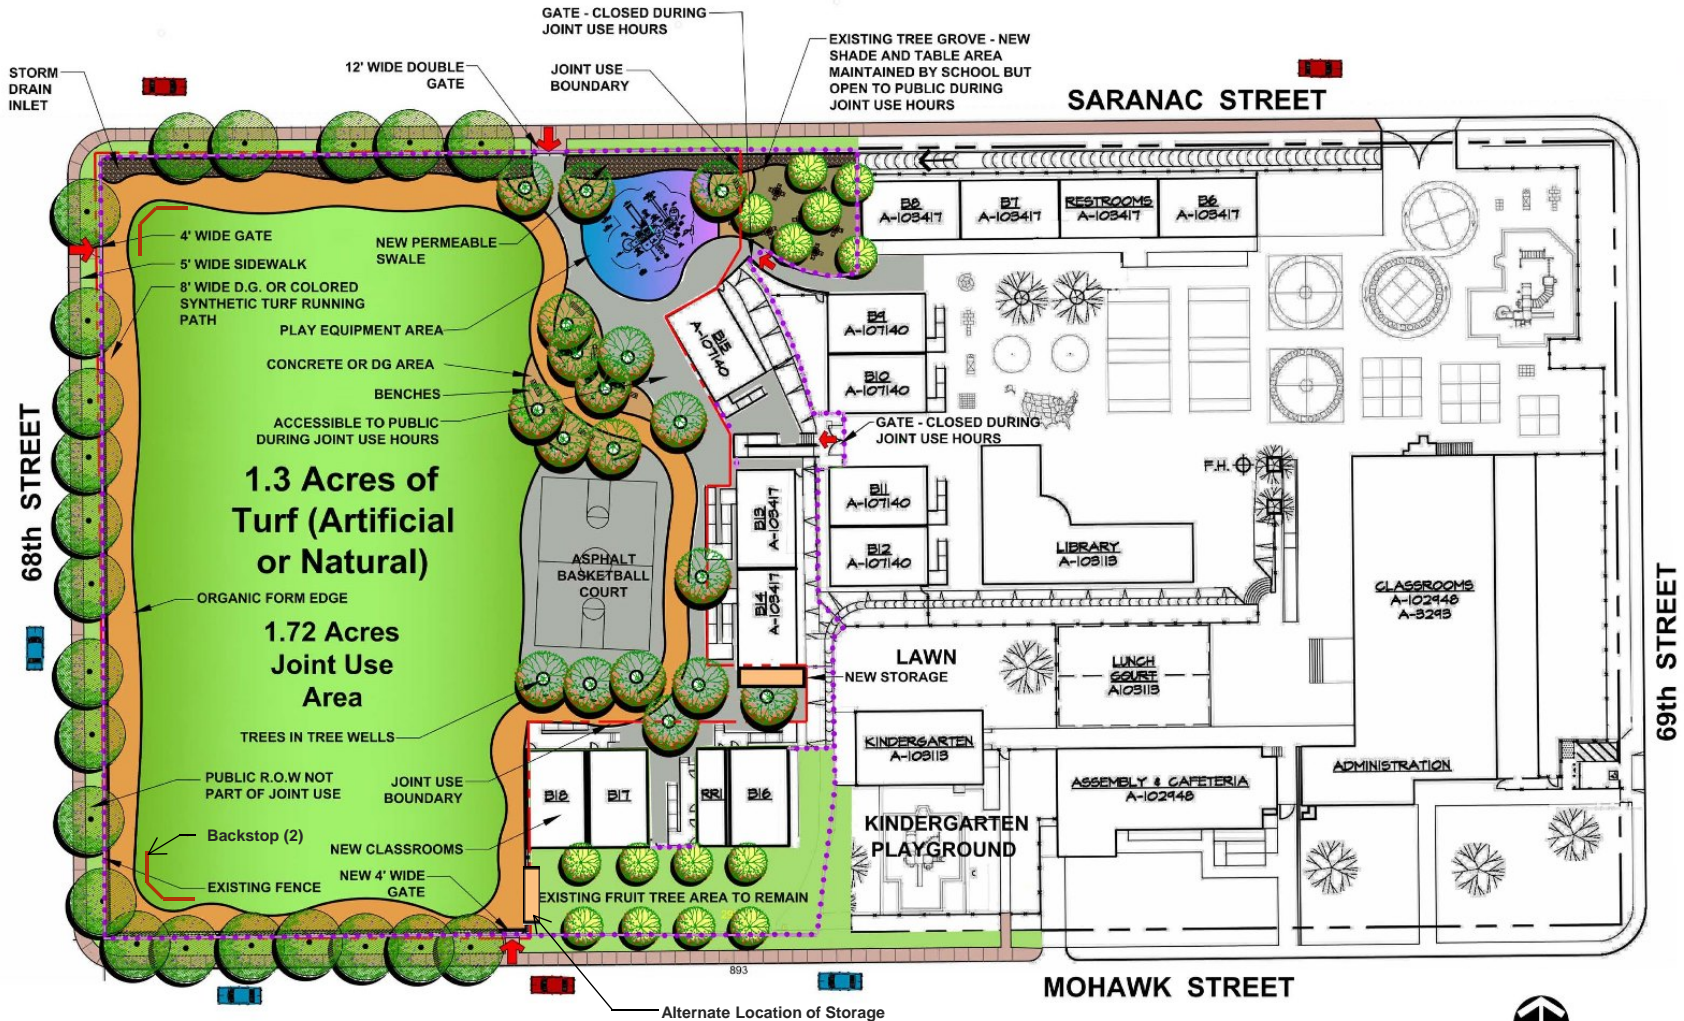 GATE - CLOSED DURING
JOINT USE HOURS
EXISTING TREE GROVE - NEW
SHADE AND TABLE AREA
MAINTAINED BY SCHOOL BUT
OPEN TO PUBLIC DURING
JOINT USE HOURS
STORM
DRAIN
INLET
12' WIDE DOUBLE
GATE
JOINT USE
BOUNDARY
SARANAC STREET
B8
A-103417
B7
A-103417
RESTROOMS
A-103417
B6
A-103417
4' WIDE GATE
5' WIDE SIDEWALK
8' WIDE D.G. OR COLORED
SYNTHETIC TURF RUNNING
PATH
NEW PERMEABLE
SWALE
PLAY EQUIPMENT AREA
CONCRETE OR DG AREA
BENCHES
ACCESSIBLE TO PUBLIC
DURING JOINT USE HOURS
B15
A-107140
B9
A-107140
B10
A-107140
GATE - CLOSED DURING
JOINT USE HOURS
68th STREET
1.3 Acres of
Turf (Artificial
or Natural)
ASPHALT
BASKETBALL
COURT
B13
A-103417
B14
A-103417
B11
A-107140
B12
A-107140
F.H.
LIBRARY
A-103113
CLASSROOMS
A-102948
A-3293
69th STREET
ORGANIC FORM EDGE
1.72 Acres
Joint Use
Area
LAWN
NEW STORAGE
LUNCH
COURT
A103113
TREES IN TREE WELLS
KINDERGARTEN
A-103113
ASSEMBLY & CAFETERIA
A-102948
ADMINISTRATION
PUBLIC R.O.W NOT
PART OF JOINT USE
JOINT USE
BOUNDARY
B18
B17
RR1
B16
Backstop (2)
NEW CLASSROOMS
KINDERGARTEN
PLAYGROUND
C
EXISTING FENCE
NEW 4' WIDE
GATE
EXISTING FRUIT TREE AREA TO REMAIN
893
MOHAWK STREET
Alternate Location of Storage